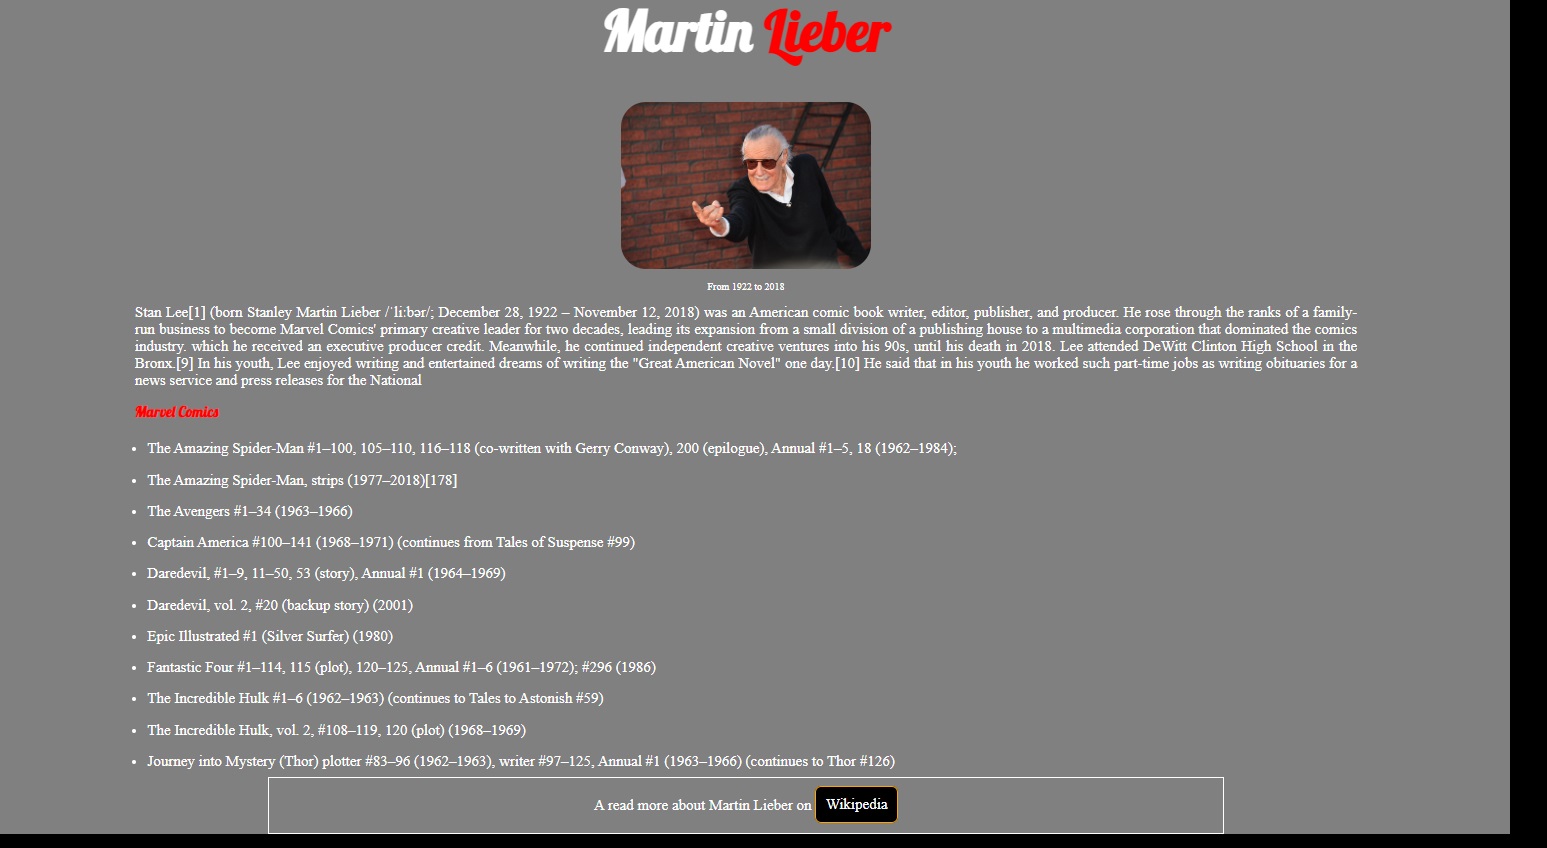 Martin Lieber
From 1922 to 2018
Stan Lee[1] (born Stanley Martin Lieber /ˈliːbər/; December 28, 1922 – November 12, 2018) was an American comic book writer, editor, publisher, and producer. He rose through the ranks of a family-
run business to become Marvel Comics' primary creative leader for two decades, leading its expansion from a small division of a publishing house to a multimedia corporation that dominated the comics
industry. which he received an executive producer credit. Meanwhile, he continued independent creative ventures into his 90s, until his death in 2018. Lee attended DeWitt Clinton High School in the
Bronx.[9] In his youth, Lee enjoyed writing and entertained dreams of writing the "Great American Novel" one day.[10] He said that in his youth he worked such part-time jobs as writing obituaries for a
news service and press releases for the National
Marvel Comics
• The Amazing Spider-Man #1–100, 105–110, 116–118 (co-written with Gerry Conway), 200 (epilogue), Annual #1–5, 18 (1962–1984);
• The Amazing Spider-Man, strips (1977–2018)[178]
• The Avengers #1–34 (1963–1966)
• Captain America #100–141 (1968–1971) (continues from Tales of Suspense #99)
• Daredevil, #1–9, 11–50, 53 (story), Annual #1 (1964–1969)
• Daredevil, vol. 2, #20 (backup story) (2001)
• Epic Illustrated #1 (Silver Surfer) (1980)
• Fantastic Four #1–114, 115 (plot), 120–125, Annual #1–6 (1961–1972); #296 (1986)
• The Incredible Hulk #1–6 (1962–1963) (continues to Tales to Astonish #59)
• The Incredible Hulk, vol. 2, #108–119, 120 (plot) (1968–1969)
• Journey into Mystery (Thor) plotter #83–96 (1962–1963), writer #97–125, Annual #1 (1963–1966) (continues to Thor #126)
A read more about Martin Lieber on Wikipedia